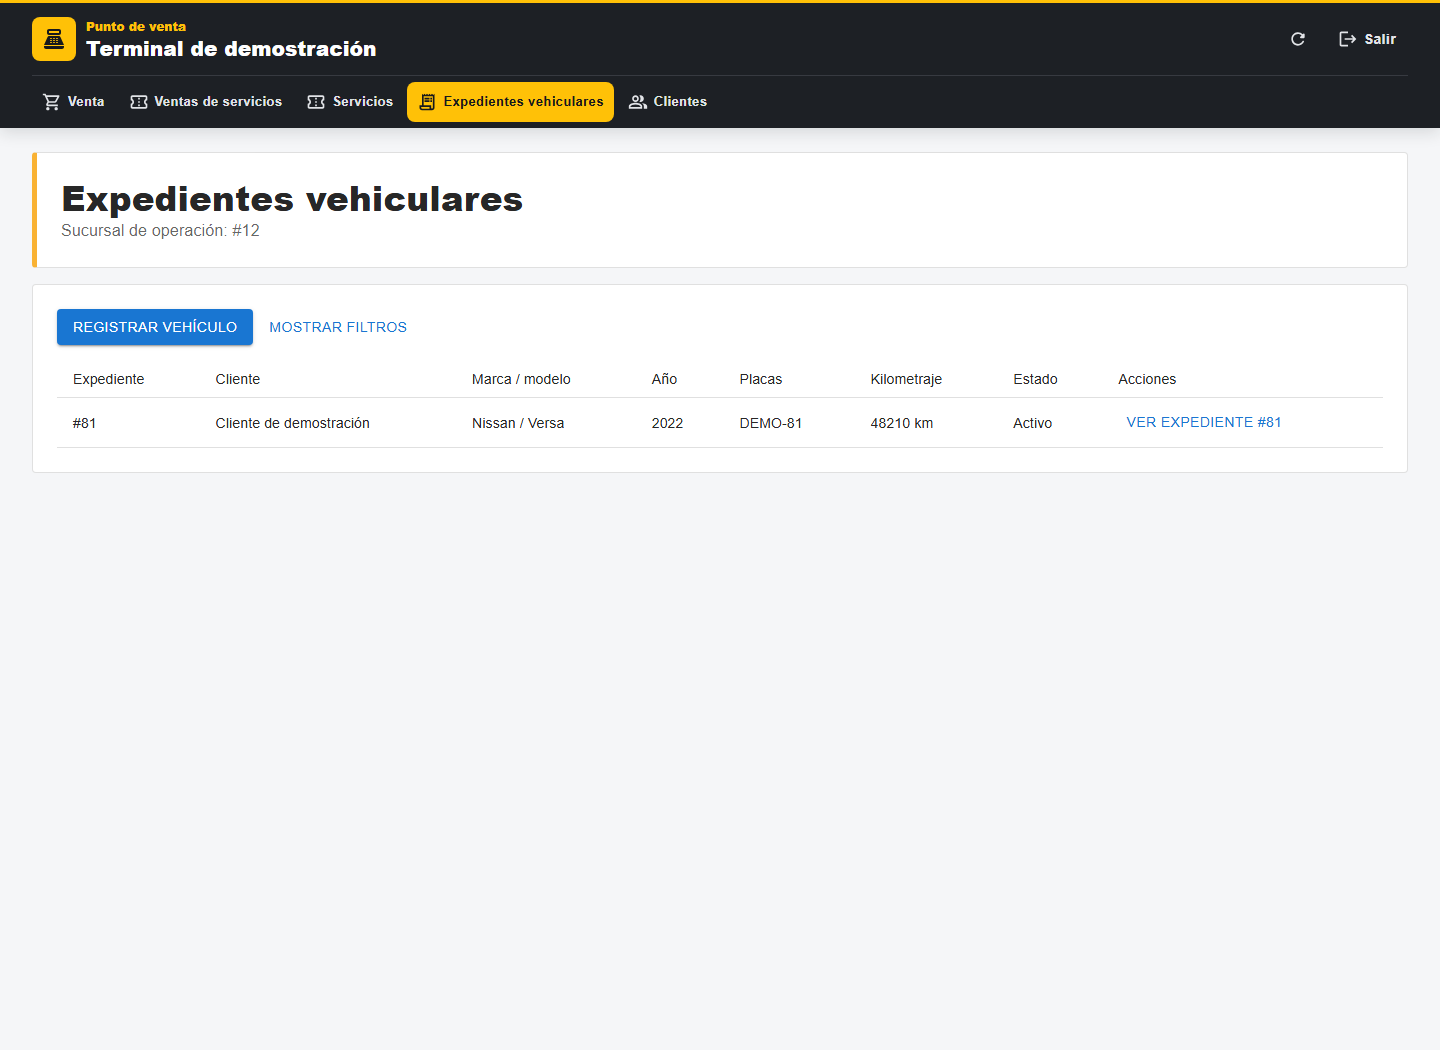 Punto de venta
Terminal de demostración
Salir
Venta
Ventas de servicios
Servicios
Expedientes vehiculares
Clientes
Expedientes vehiculares
Sucursal de operación: #12
REGISTRAR VEHÍCULO MOSTRAR FILTROS
Expediente Cliente Marca / modelo Año Placas Kilometraje Estado Acciones
#81 Cliente de demostración Nissan / Versa 2022 DEMO-81 48210 km Activo VER EXPEDIENTE #81